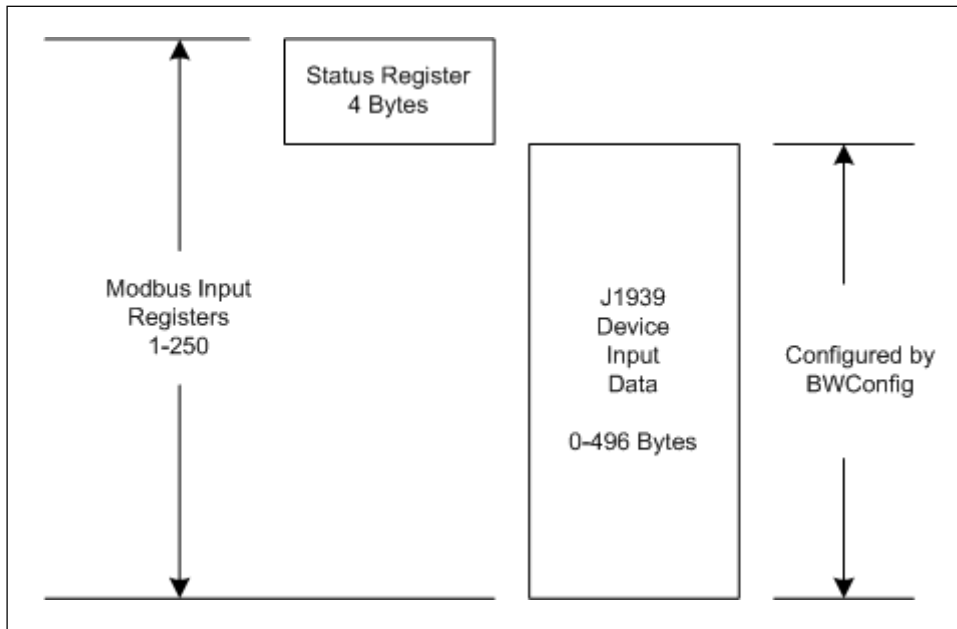 Status Register
4 Bytes
Modbus Input
Registers
1-250
J1939
Device
Input
Data
0-496 Bytes
Configured by
BWConfig